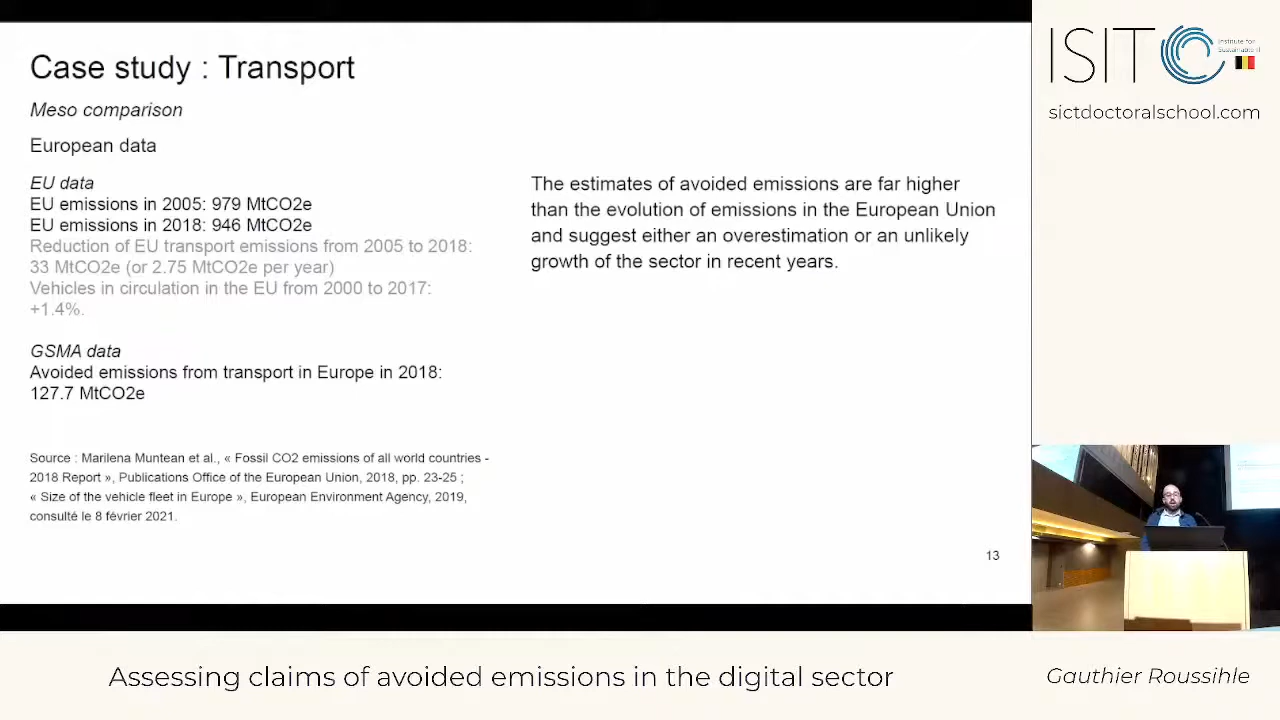 Case study : Transport
Meso comparison
European data
EU data
EU emissions in 2005: 979 MtCO2e
EU emissions in 2018: 946 MtCO2e
Reduction of EU transport emissions from 2005 to 2018:
33 MtCO2e (or 2.75 MtCO2e per year)
Vehicles in circulation in the EU from 2000 to 2017:
+1.4%.
GSMA data
Avoided emissions from transport in Europe in 2018:
127.7 MtCO2e
Source : Marilena Muntean et al., « Fossil CO2 emissions of all world countries -
2018 Report », Publications Office of the European Union, 2018, pp. 23-25 ;
« Size of the vehicle fleet in Europe », European Environment Agency, 2019,
consulté le 8 février 2021.
The estimates of avoided emissions are far higher
than the evolution of emissions in the European Union
and suggest either an overestimation or an unlikely
growth of the sector in recent years.
13
ISIT
Institute for
Sustainable I
sictdoctoralschool.com
Assessing claims of avoided emissions in the digital sector
Gauthier Roussihle